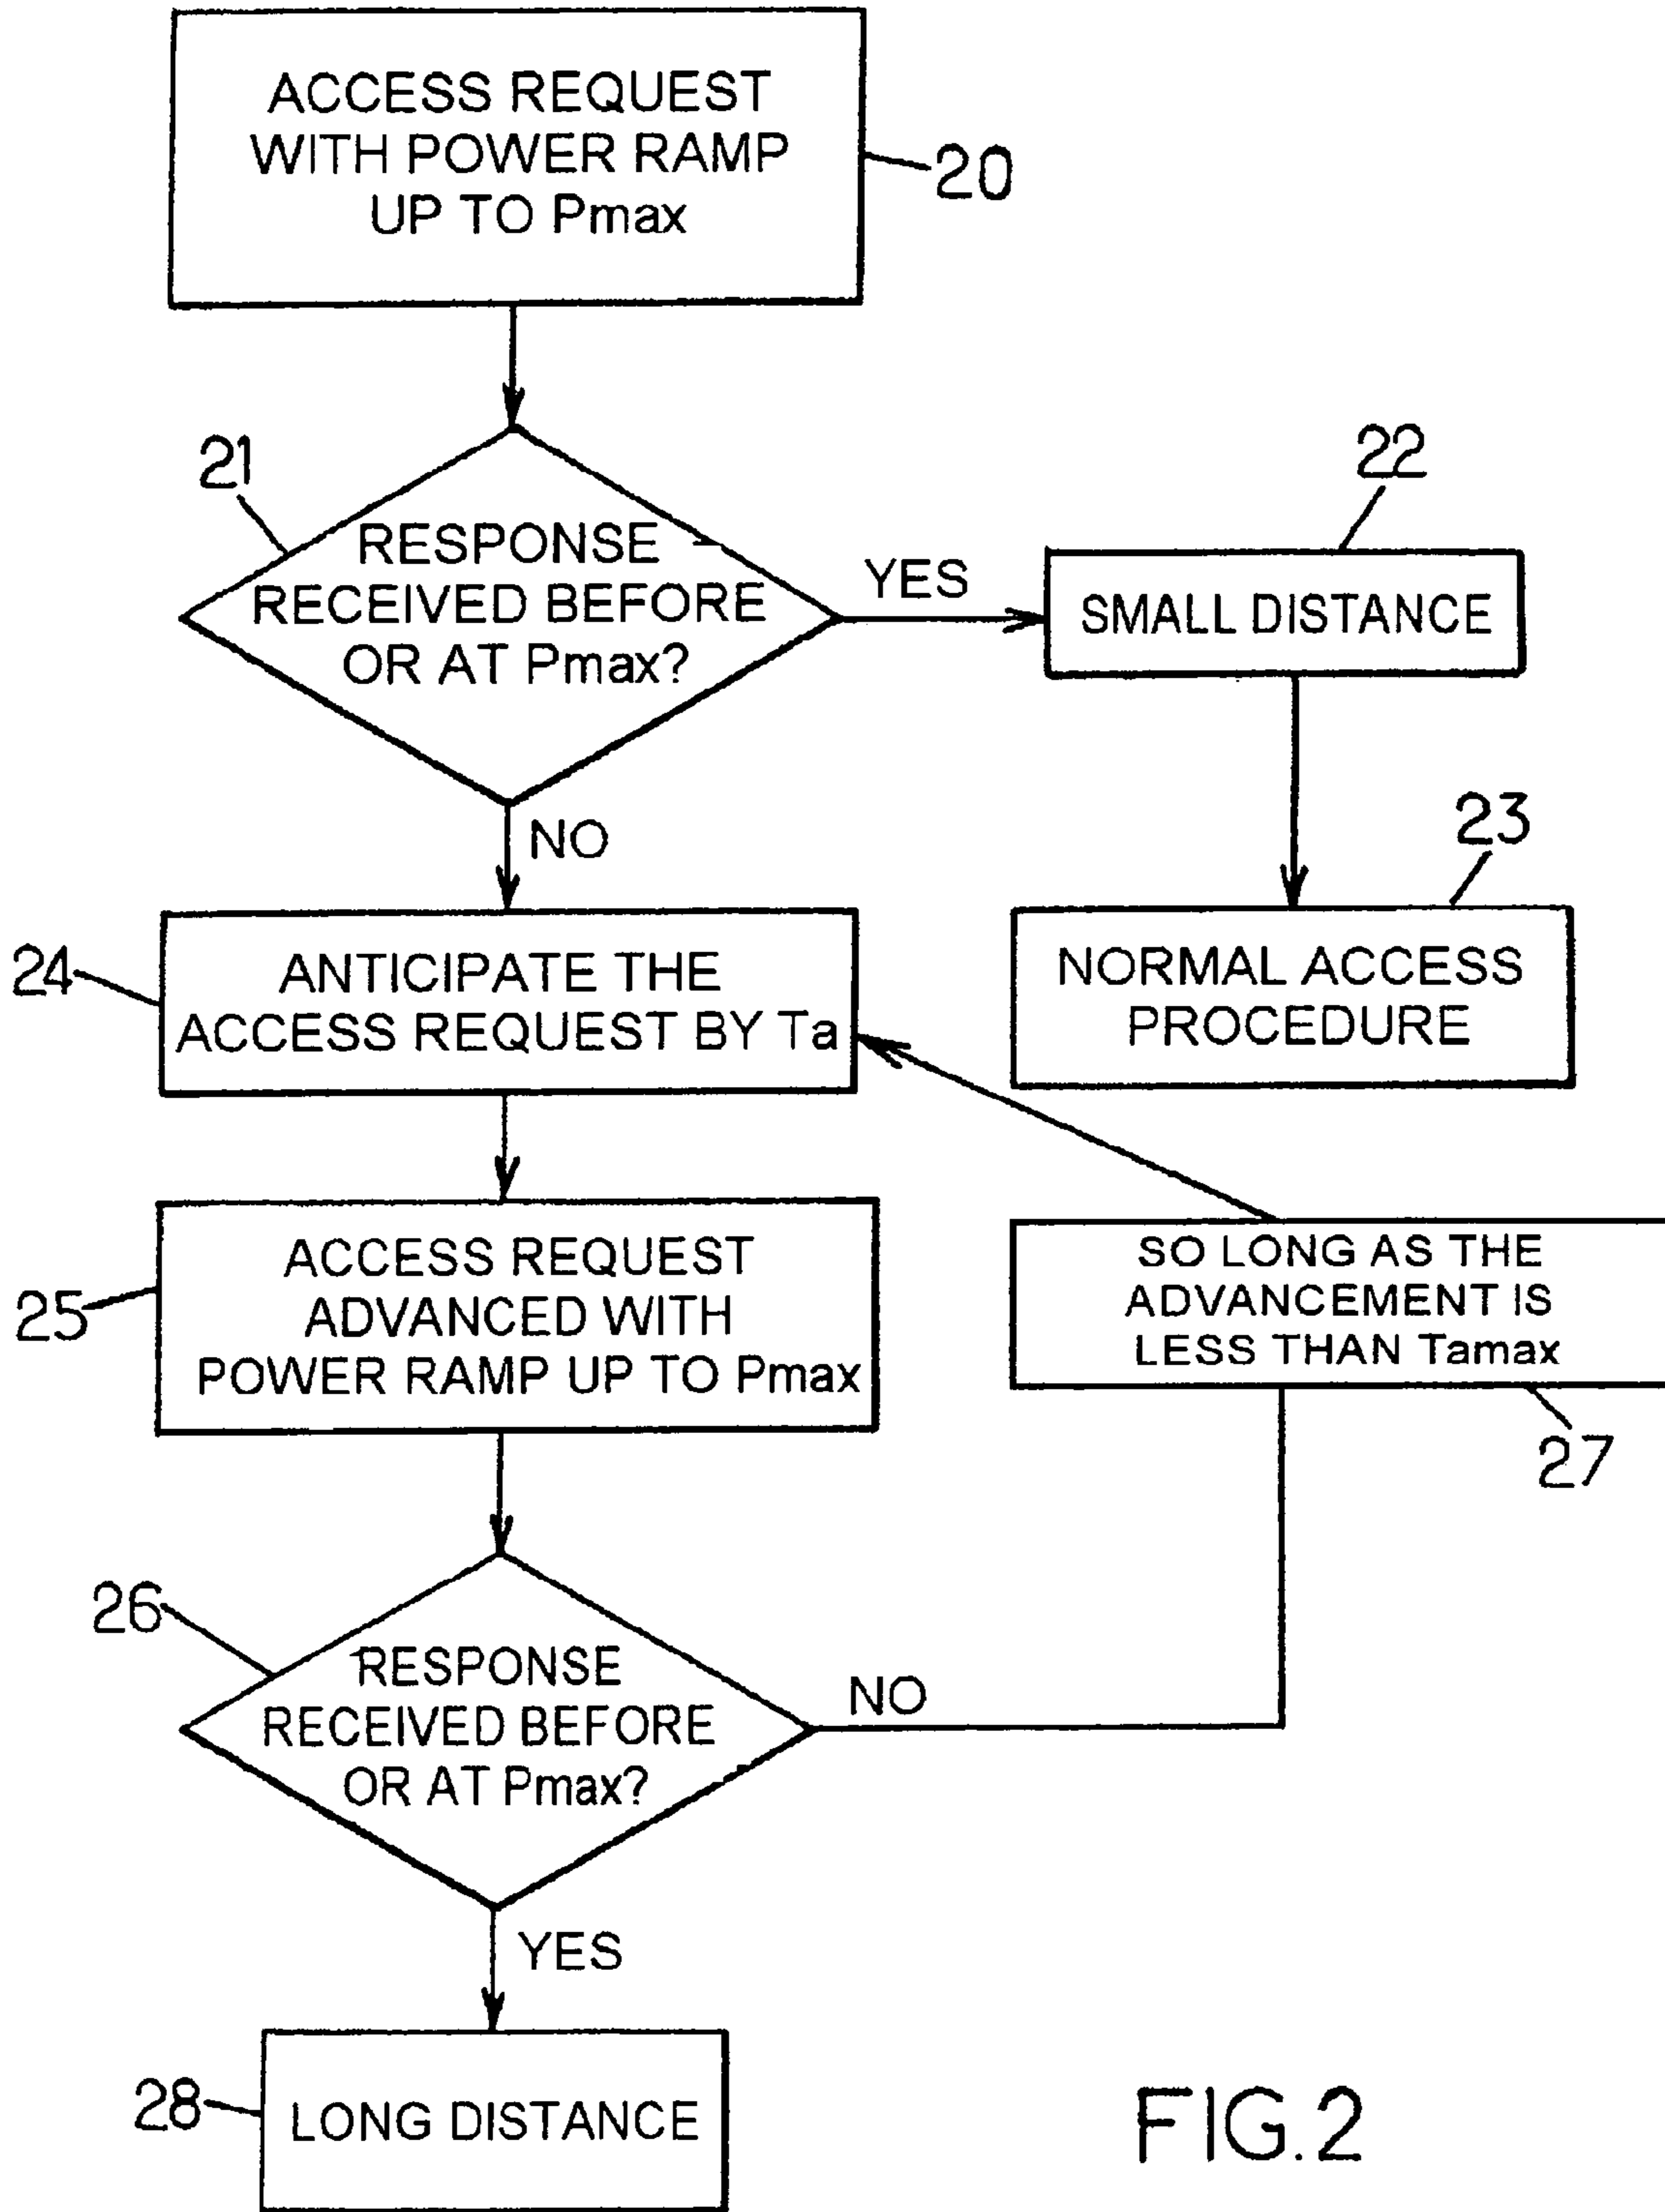 ACCESS REQUEST
WITH POWER RAMP
UP TO Pmax
20
21
RESPONSE
RECEIVED BEFORE
OR AT Pmax?
YES
22
SMALL DISTANCE
NO
23
NORMAL ACCESS
PROCEDURE
24
ANTICIPATE THE
ACCESS REQUEST BY Ta
25
ACCESS REQUEST
ADVANCED WITH
POWER RAMP UP TO Pmax
SO LONG AS THE
ADVANCEMENT IS
LESS THAN Tamax
27
26
RESPONSE
RECEIVED BEFORE
OR AT Pmax?
NO
YES
28
LONG DISTANCE
FIG.2